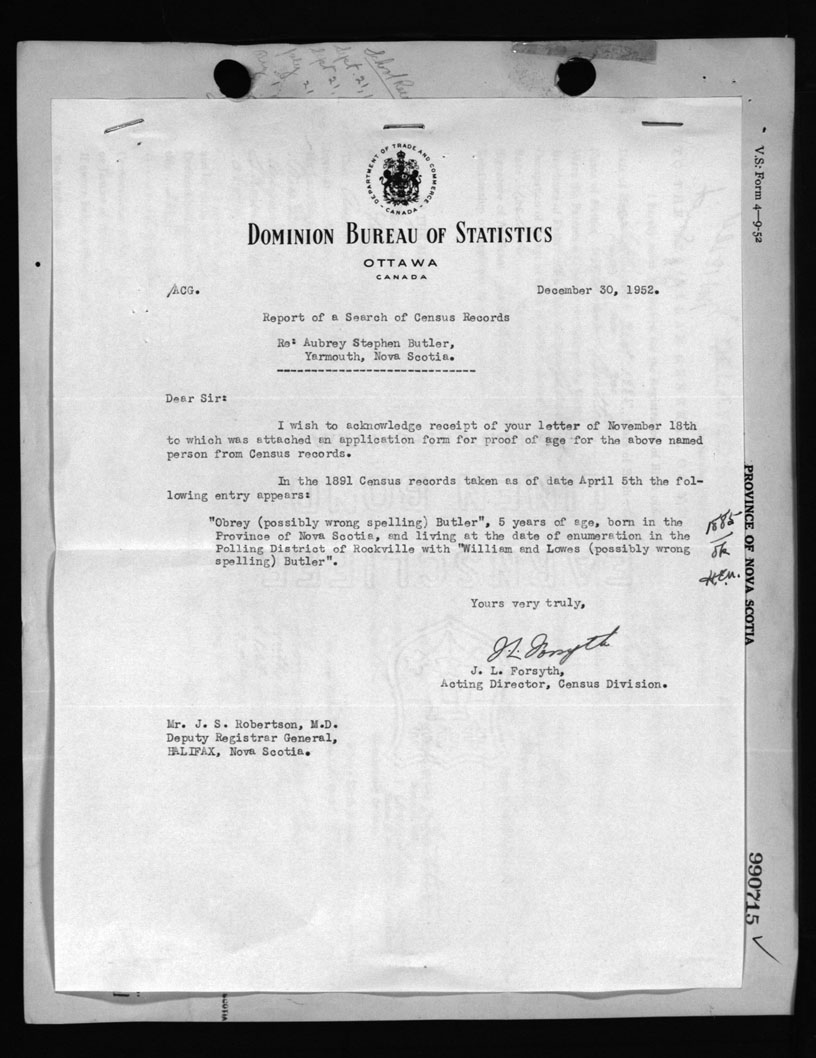 Sept. 21,
DEPARTMENT OF TRADE AND COMMERCE
CANADA
DOMINION BUREAU OF STATISTICS
OTTAWA
CANADA
/ACG.
December 30, 1952.
Report of a Search of Census Records
Re: Aubrey Stephen Butler,
Yarmouth, Nova Scotia.
Dear Sir:
I wish to acknowledge receipt of your letter of November 18th
to which was attached an application form for proof of age for the above named
person from Census records.
In the 1891 Census records taken as of date April 5th the fol-
lowing entry appears:
"Obrey (possibly wrong spelling) Butler", 5 years of age, born in the
Province of Nova Scotia, and living at the date of enumeration in the
Polling District of Rockville with "William and Lowes (possibly wrong
spelling) Butler".
1885
ok
H.E.M.
Yours very truly,
J L Forsyth
J. L. Forsyth,
Acting Director, Census Division.
Mr. J. S. Robertson, M.D.
Deputy Registrar General,
HALIFAX, Nova Scotia.
V.S. Form 4—9-52
PROVINCE OF NOVA SCOTIA
990715